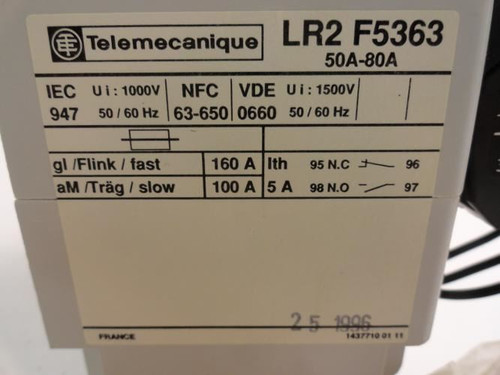 Telemecanique LR2 F5363
50A-80A
IEC Ui: 1000V NFC VDE Ui: 1500V
947 50 / 60 Hz 63-650 0660 50 / 60 Hz
gI /Flink / fast 160 A Ith 95 N.C 96
aM /Träg / slow 100 A 5 A 98 N.O 97
25 1996
FRANCE 1437710 01 11